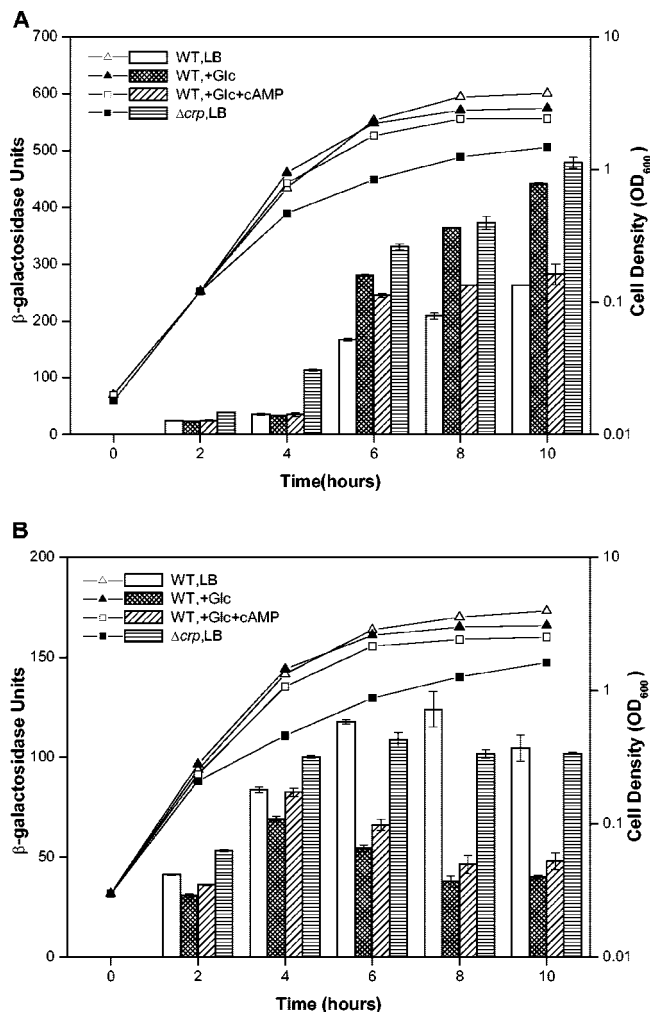 A
700
600
500
400
300
200
100
0
10
1
0.1
0.01
WT,LB
WT,+Glc
WT,+Glc+cAMP
Δcrp,LB
β-galactosidase Units
Cell Density (OD600)
0 2 4 6 8 10
Time(hours)
B
200
150
100
50
0
10
1
0.1
0.01
WT,LB
WT,+Glc
WT,+Glc+cAMP
Δcrp,LB
β-galactosidase Units
Cell Density (OD600)
0 2 4 6 8 10
Time (hours)